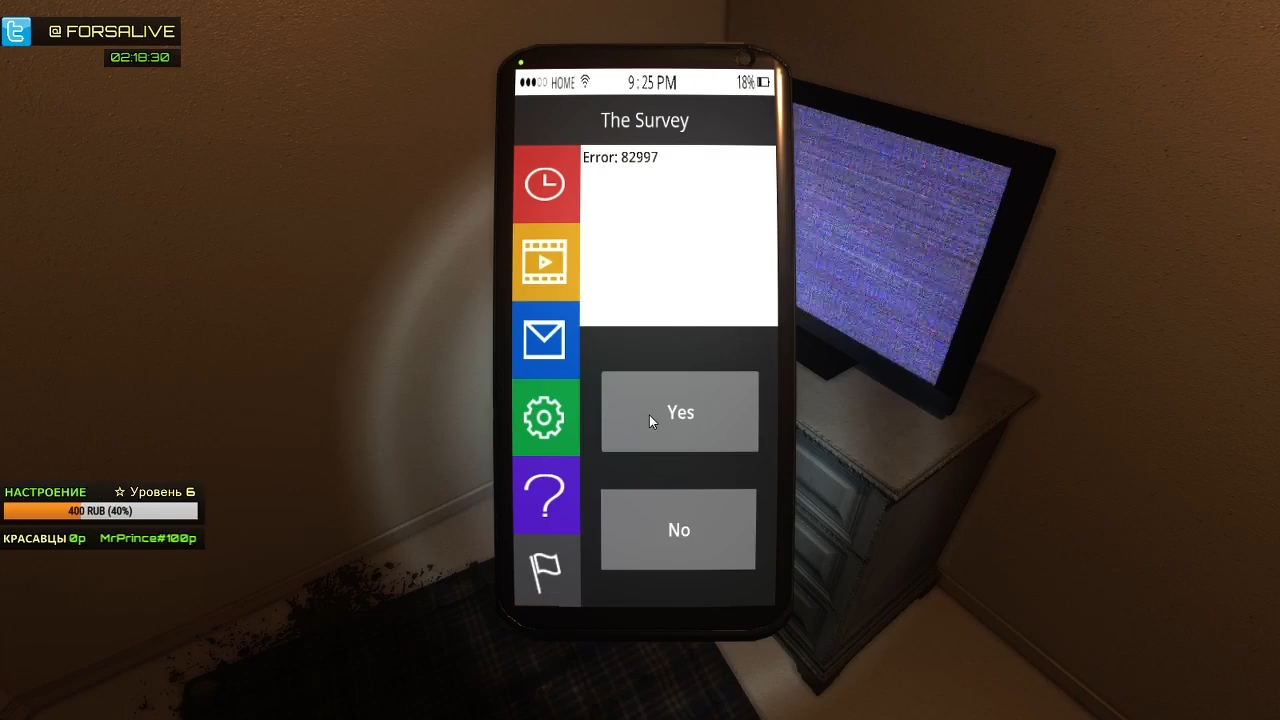 @ FORSALIVE
02:18:30
HOME 9:25 PM 18%
The Survey
Error: 82997
Yes
No
НАСТРОЕНИЕ ☆ Уровень 6
400 RUB (40%)
КРАСАВЦЫ 0р MrPrince#100р